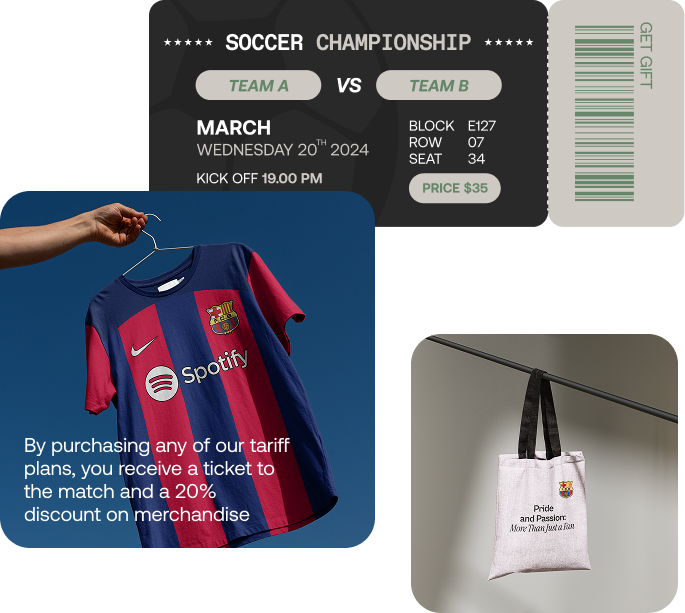 ★★★★★ SOCCER CHAMPIONSHIP ★★★★★
TEAM A VS TEAM B
MARCH
WEDNESDAY 20TH 2024
KICK OFF 19.00 PM
BLOCK E127
ROW 07
SEAT 34
PRICE $35
GET GIFT
Spotify
By purchasing any of our tariff
plans, you receive a ticket to
the match and a 20%
discount on merchandise
Pride
and Passion:
More Than Just a Fan